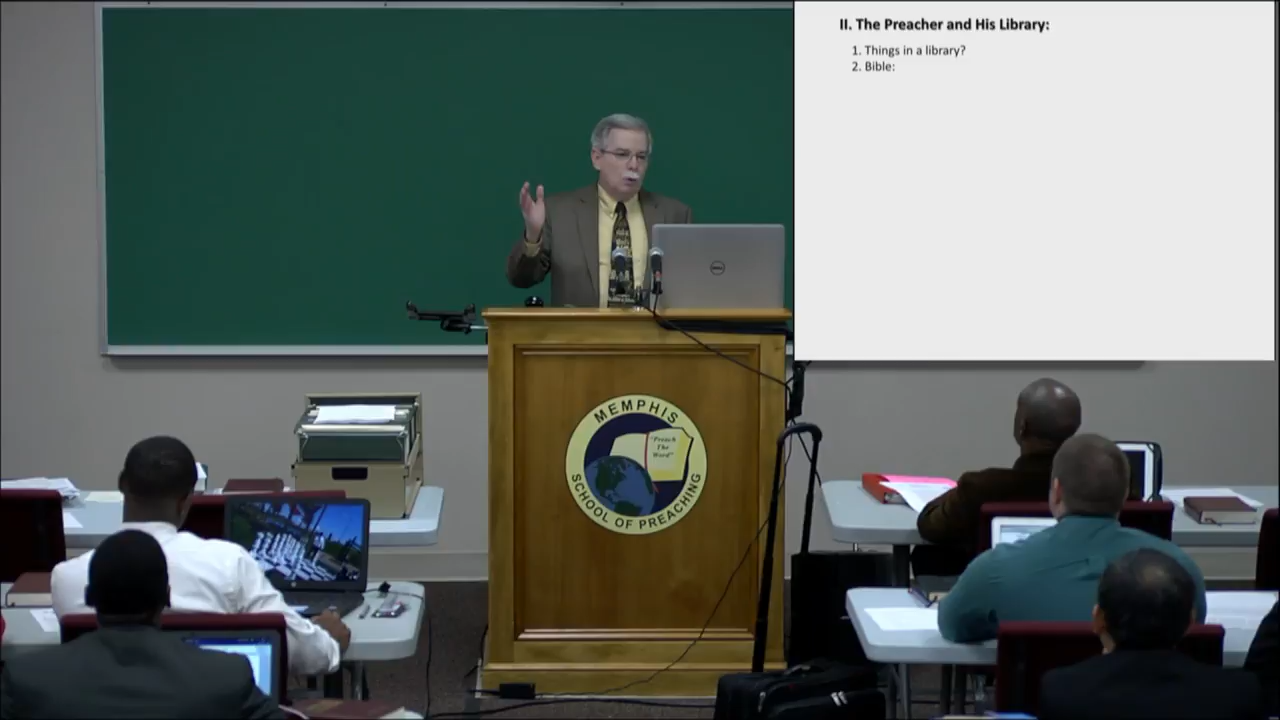 II. The Preacher and His Library:
1. Things in a library?
2. Bible:
DELL
MEMPHIS
"Preach
The
Word"
SCHOOL OF PREACHING